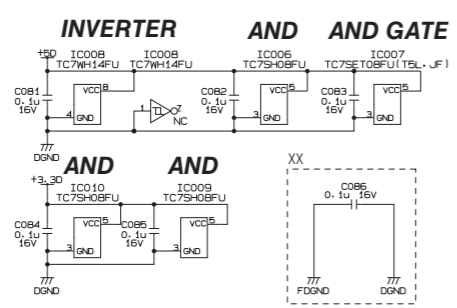 INVERTER AND AND GATE
+5D IC008 IC008 IC006 IC007
TC7WH14FU TC7WH14FU TC7SH08FU TC7SET08FU(T5L.JF)
C081 0.1u 16V VCC 8 4 GND
1 7 NC
C082 0.1u 16V VCC 5 3 GND
C083 0.1u 16V VCC 5 3 GND
DGND
AND AND
+3.3D IC010 IC009
TC7SH08FU TC7SH08FU
C084 0.1u 16V VCC 5 3 GND
C085 0.1u 16V VCC 5 3 GND
DGND
XX
C086
0.1u 16V
FDGND DGND